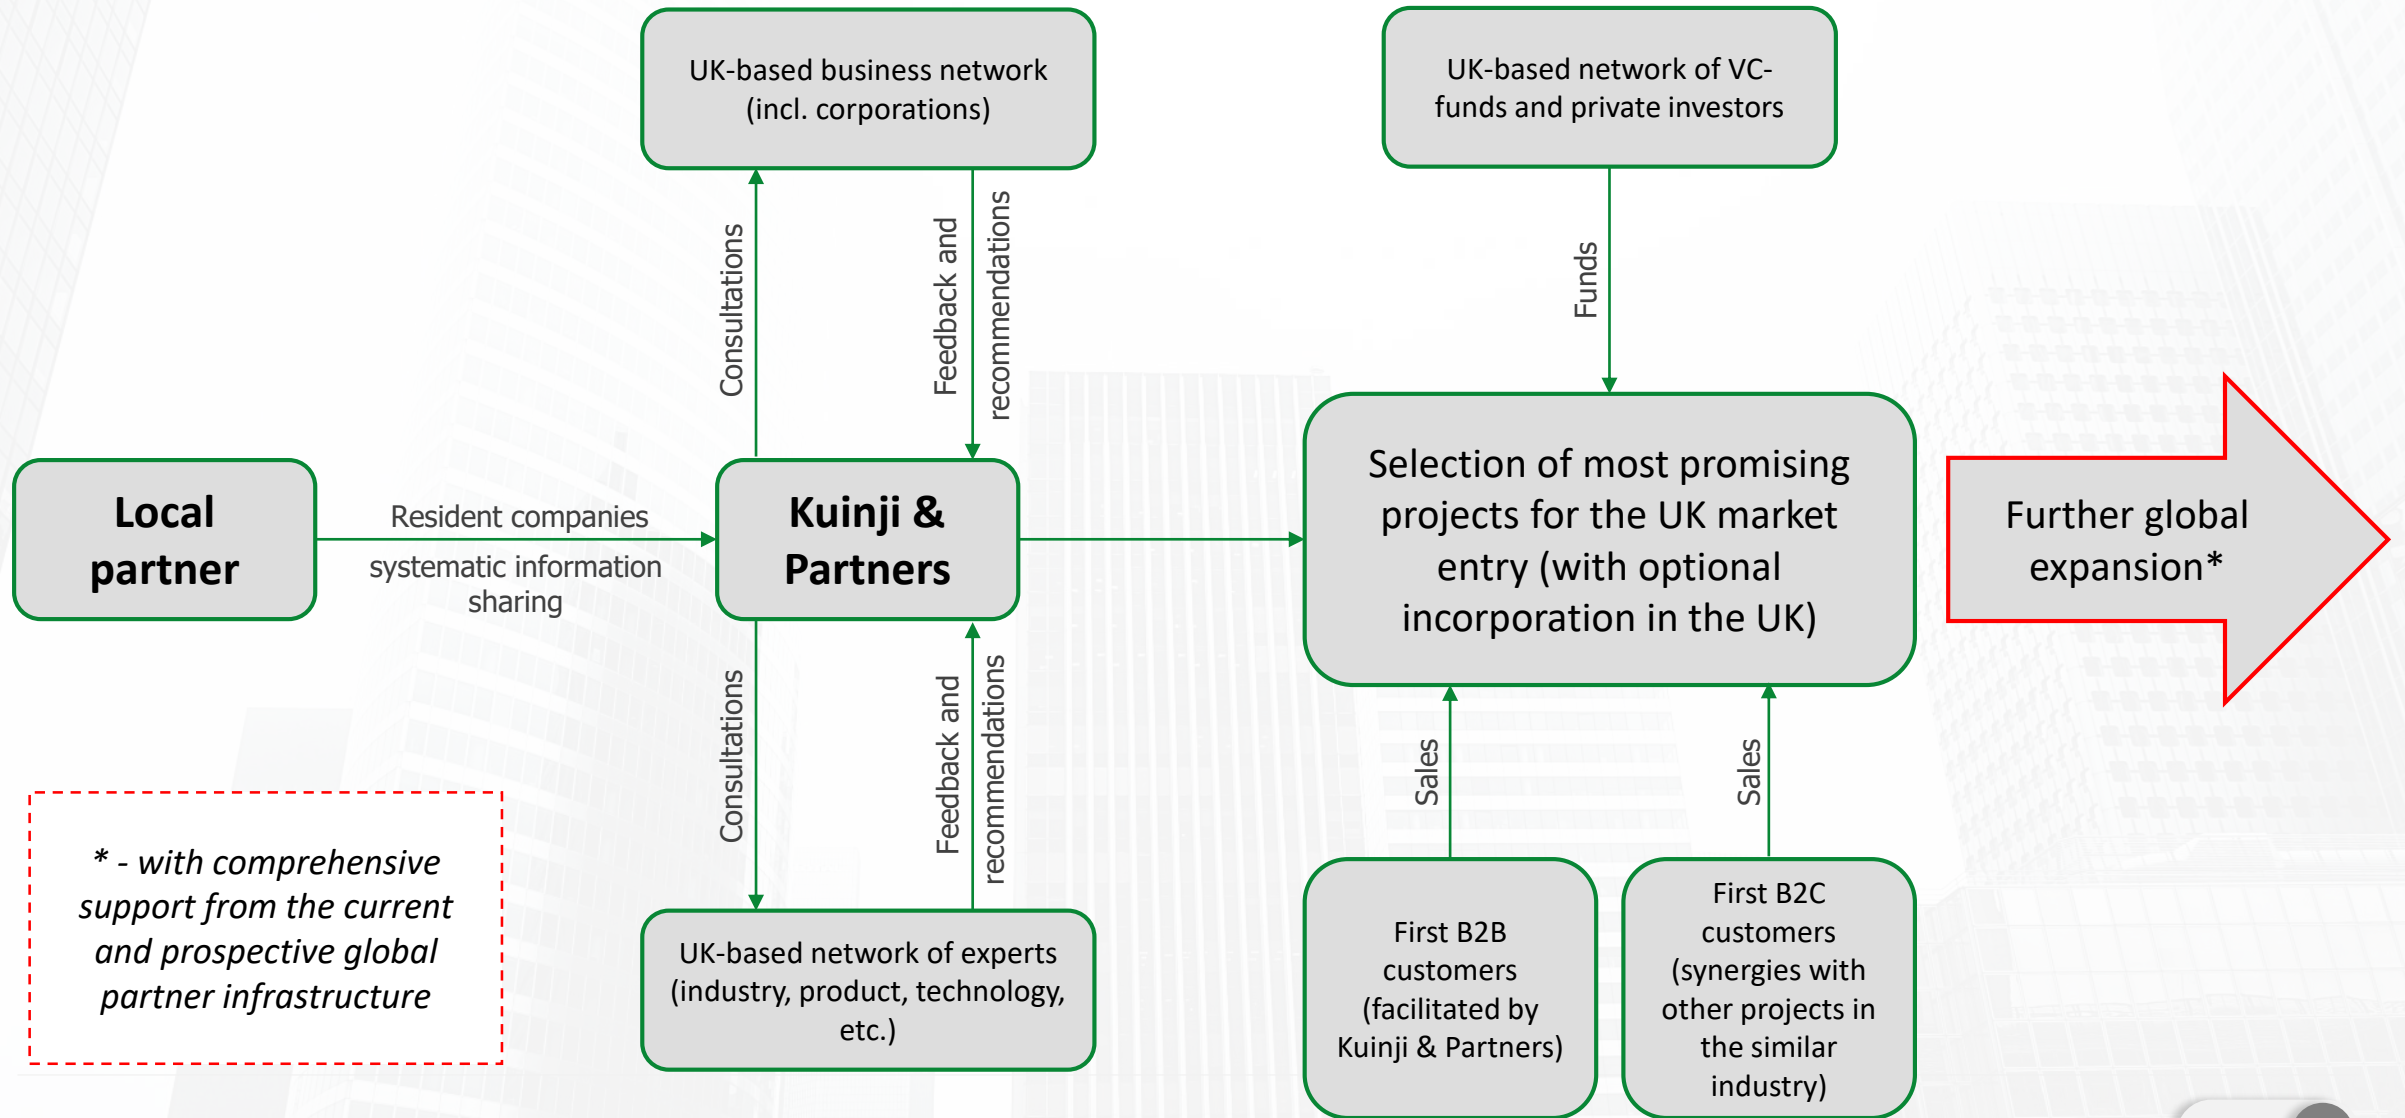 UK-based business network
(incl. corporations)
UK-based network of VC-
funds and private investors
Consultations
Feedback and
recommendations
Funds
Local
partner
Resident companies
systematic information
sharing
Kuinji &
Partners
Selection of most promising
projects for the UK market
entry (with optional
incorporation in the UK)
Further global
expansion*
Consultations
Feedback and
recommendations
Sales
Sales
* - with comprehensive
support from the current
and prospective global
partner infrastructure
UK-based network of experts
(industry, product, technology,
etc.)
First B2B
customers
(facilitated by
Kuinji & Partners)
First B2C
customers
(synergies with
other projects in
the similar
industry)